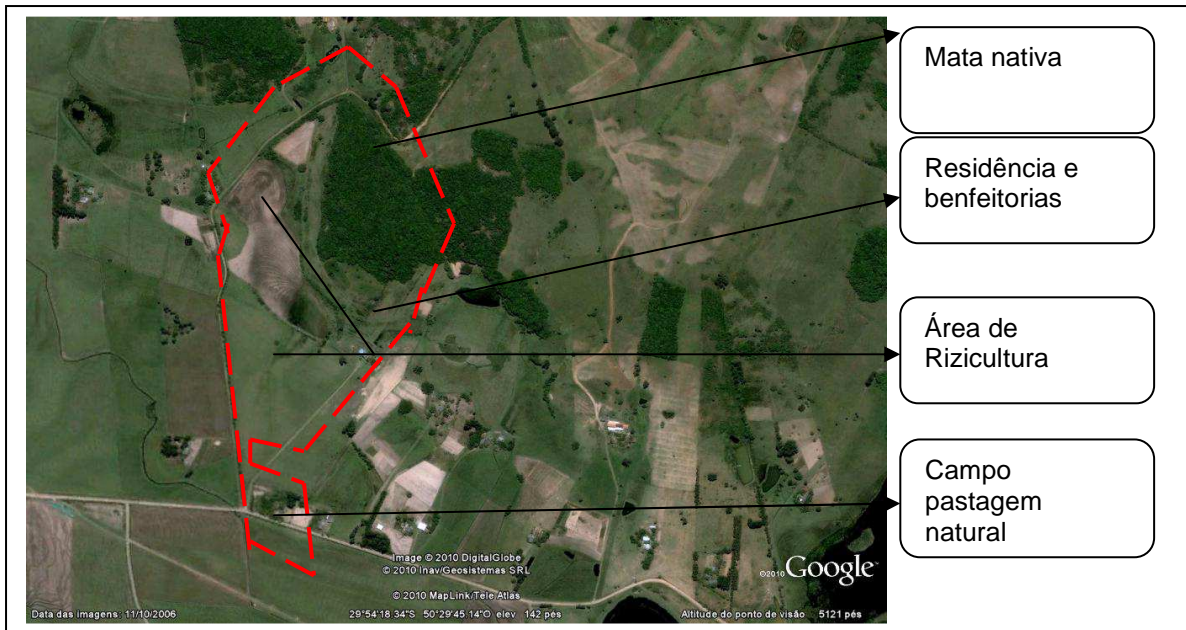 Mata nativa
Residência e
benfeitorias
Área de
Rizicultura
Campo
pastagem
natural
Image © 2010 DigitalGlobe
© 2010 Inav/Geosistemas SRL
© 2010 MapLink/Tele Atlas
©2010 Google™
Data das imagens: 11/10/2006
29°54'18.34"S 50°29'45.14"O elev 142 pés
Altitude do ponto de visão 5121 pés